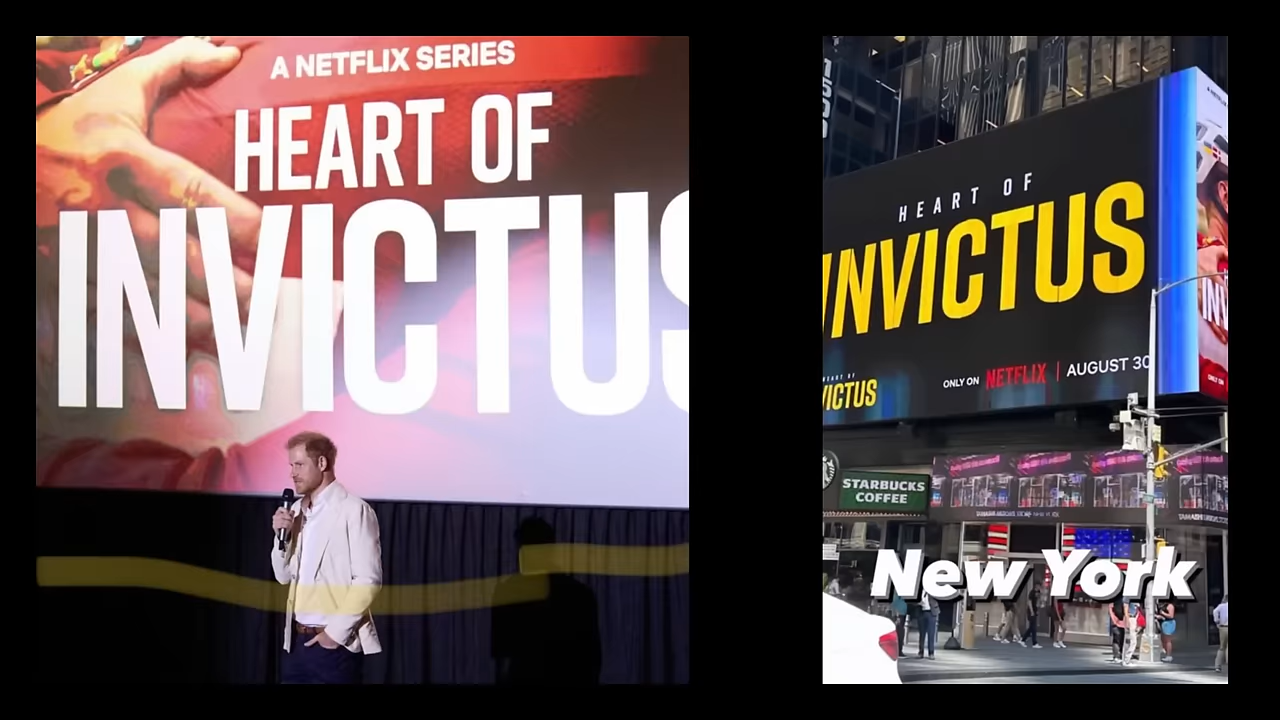 A NETFLIX SERIES
HEART OF
INVICTUS
HEART OF
INVICTUS
INVICTUS
ONLY ON NETFLIX | AUGUST 30
STARBUCKS
COFFEE
New York